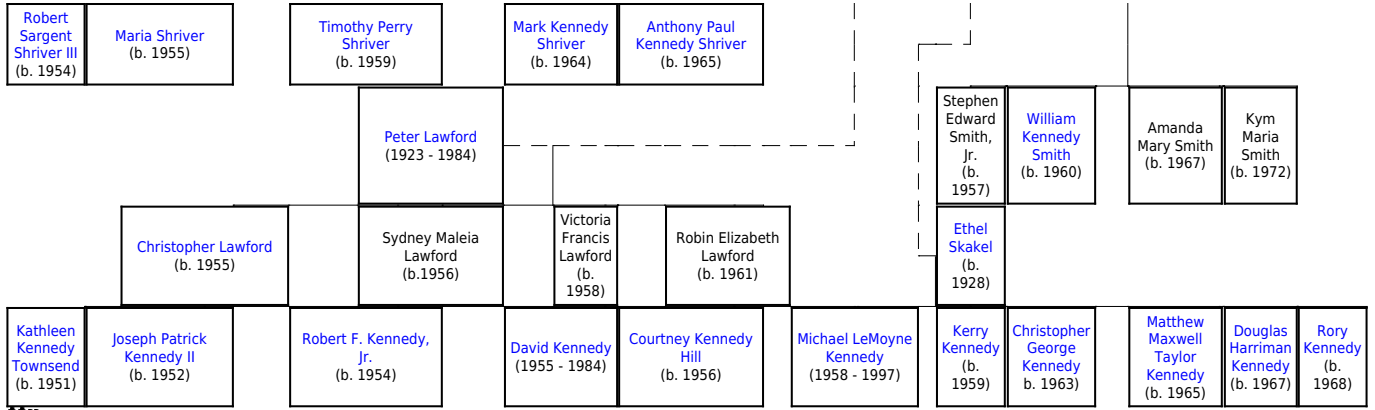 Robert
Sargent
Shriver III
(b. 1954)
Maria Shriver
(b. 1955)
Timothy Perry
Shriver
(b. 1959)
Mark Kennedy
Shriver
(b. 1964)
Anthony Paul
Kennedy Shriver
(b. 1965)
Peter Lawford
(1923 - 1984)
Stephen
Edward
Smith,
Jr.
(b.
1957)
William
Kennedy
Smith
(b. 1960)
Amanda
Mary Smith
(b. 1967)
Kym
Maria
Smith
(b. 1972)
Christopher Lawford
(b. 1955)
Sydney Maleia
Lawford
(b.1956)
Victoria
Francis
Lawford
(b.
1958)
Robin Elizabeth
Lawford
(b. 1961)
Ethel
Skakel
(b.
1928)
Kathleen
Kennedy
Townsend
(b. 1951)
Joseph Patrick
Kennedy II
(b. 1952)
Robert F. Kennedy,
Jr.
(b. 1954)
David Kennedy
(1955 - 1984)
Courtney Kennedy
Hill
(b. 1956)
Michael LeMoyne
Kennedy
(1958 - 1997)
Kerry
Kennedy
(b.
1959)
Christopher
George
Kennedy
b. 1963)
Matthew
Maxwell
Taylor
Kennedy
(b. 1965)
Douglas
Harriman
Kennedy
(b. 1967)
Rory
Kennedy
(b.
1968)